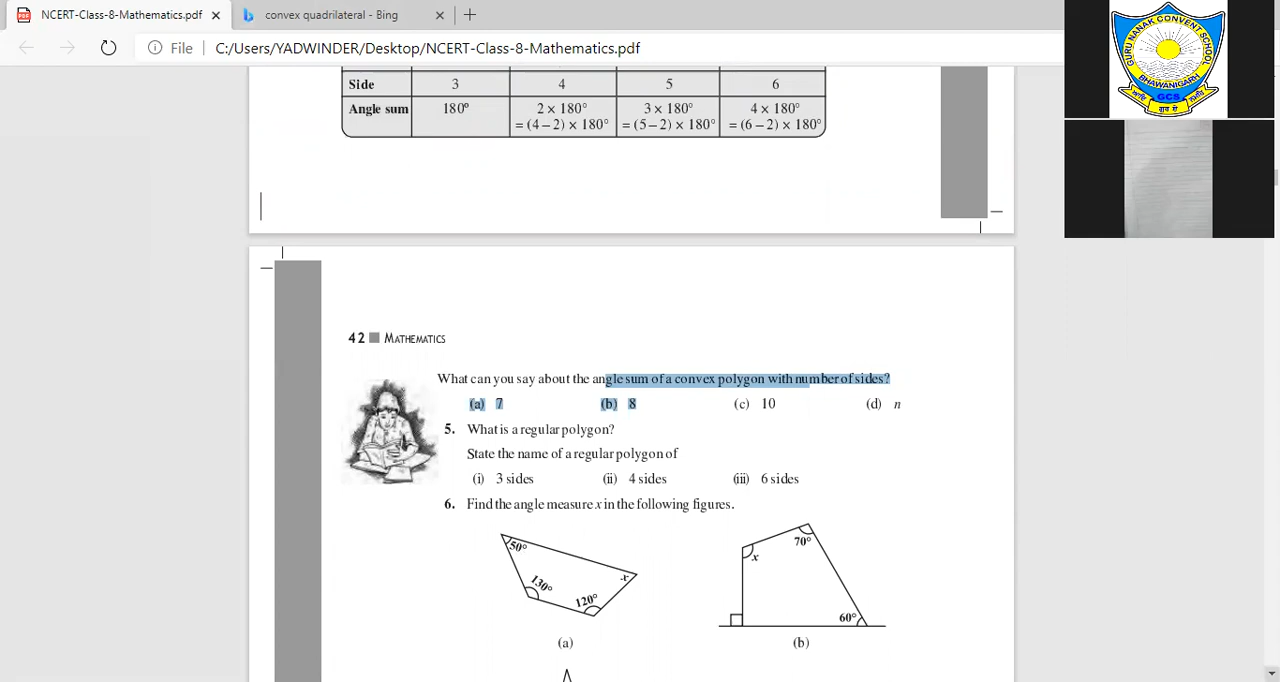 NCERT-Class-8-Mathematics.pdf
convex quadrilateral - Bing
File
C:/Users/YADWINDER/Desktop/NCERT-Class-8-Mathematics.pdf
GURU NANAK CONVENT SCHOOL
BHAWANIGARH
GCS
Side 3 4 5 6
Angle sum 180° 2 × 180° 3 × 180° 4 × 180°
= (4 – 2) × 180° = (5 – 2) × 180° = (6 – 2) × 180°
42 MATHEMATICS
What can you say about the angle sum of a convex polygon with number of sides?
(a) 7 (b) 8 (c) 10 (d) n
5. What is a regular polygon?
State the name of a regular polygon of
(i) 3 sides (ii) 4 sides (iii) 6 sides
6. Find the angle measure x in the following figures.
50°
130°
120°
x
(a)
x
70°
60°
(b)